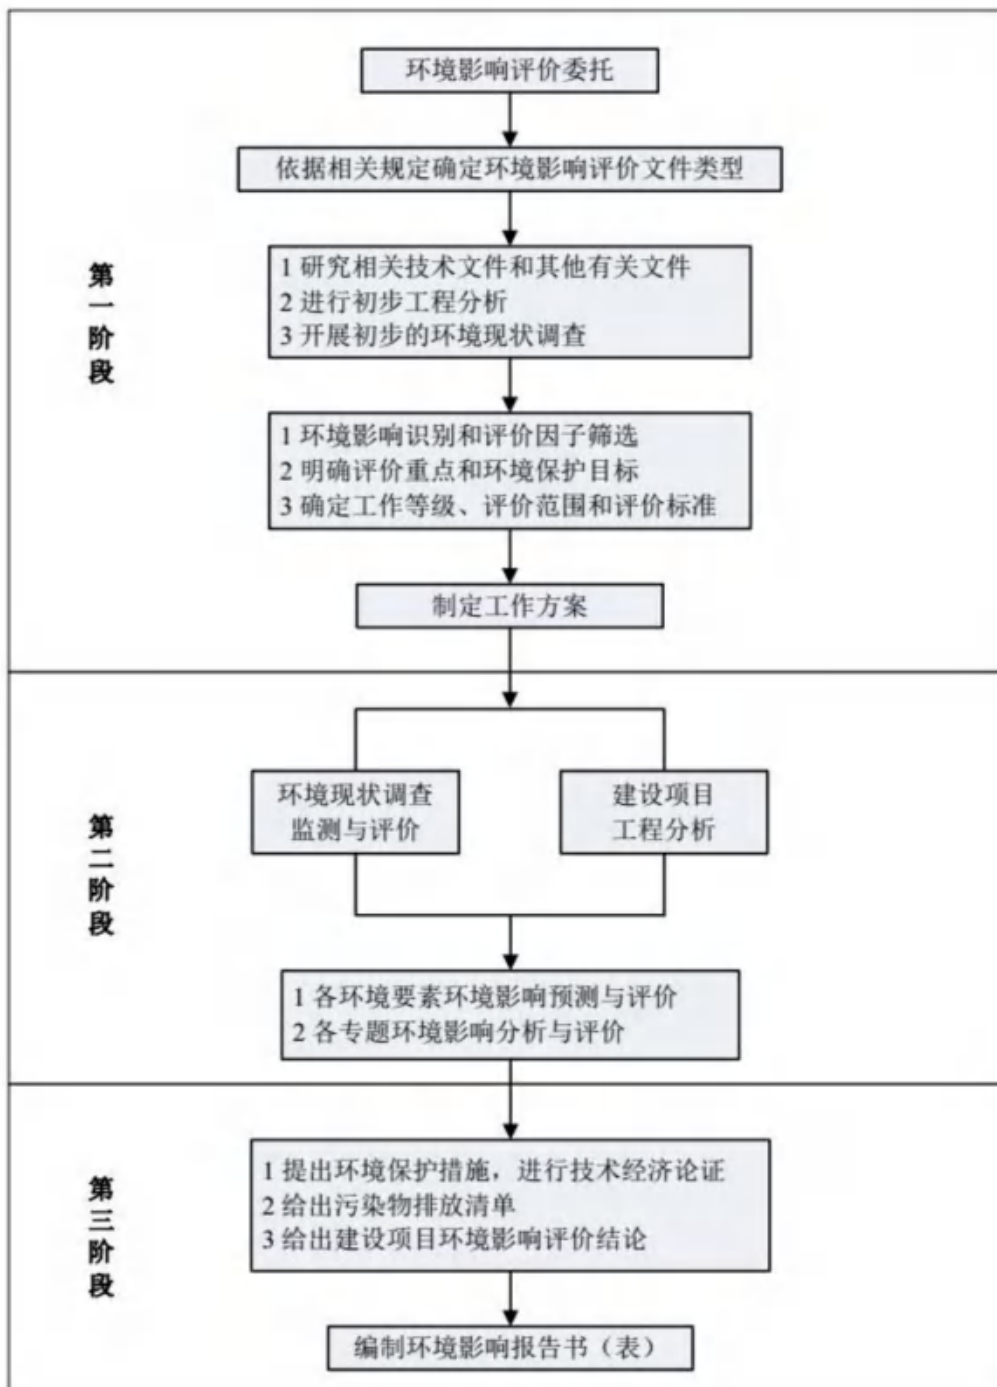 环境影响评价委托
依据相关规定确定环境影响评价文件类型
第一阶段
1 研究相关技术文件和其他有关文件
2 进行初步工程分析
3 开展初步的环境现状调查
1 环境影响识别和评价因子筛选
2 明确评价重点和环境保护目标
3 确定工作等级、评价范围和评价标准
制定工作方案
第二阶段
环境现状调查
监测与评价
建设项目
工程分析
1 各环境要素环境影响预测与评价
2 各专题环境影响分析与评价
第三阶段
1 提出环境保护措施，进行技术经济论证
2 给出污染物排放清单
3 给出建设项目环境影响评价结论
编制环境影响报告书（表）